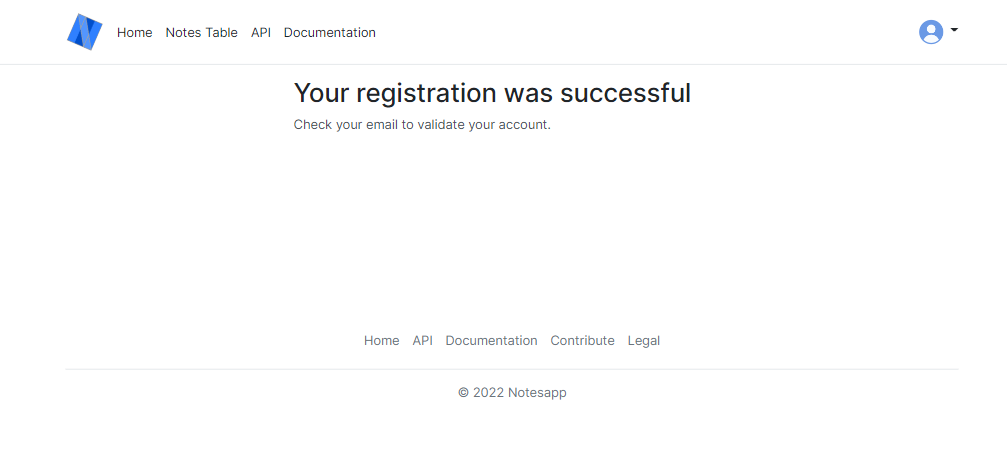 Home Notes Table API Documentation
Your registration was successful
Check your email to validate your account.
Home API Documentation Contribute Legal
© 2022 Notesapp